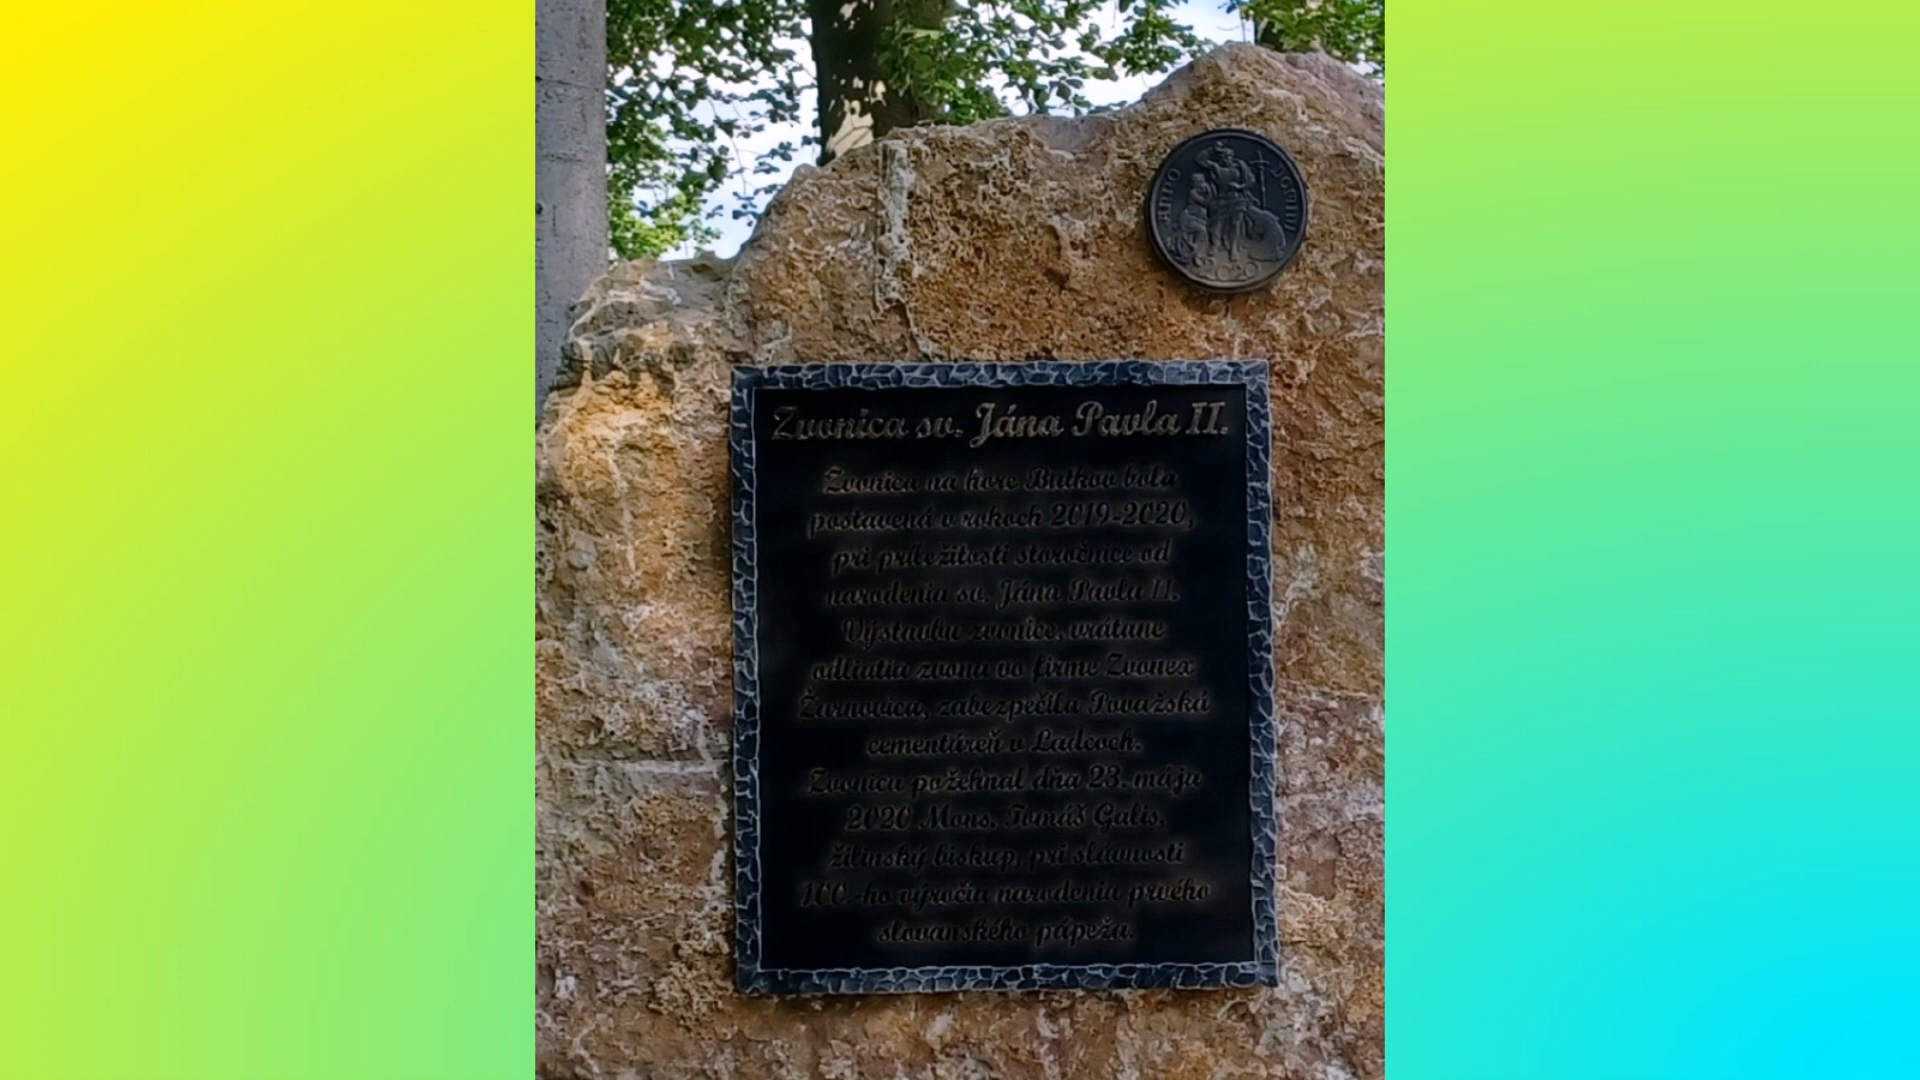 ANNO DOMINI
2020
Zvonica sv. Jána Pavla II.
Zvonica na hore Butkov bola
postavená v rokoch 2019-2020,
pri príležitosti storočnice od
narodenia sv. Jána Pavla II.
Výstavbu zvonice, vrátane
odliatia zvona vo firme Zvonex
Žarnovica, zabezpečila Považská
cementáreň v Ladcoch.
Zvonicu požehnal dňa 23. mája
2020 Mons. Tomáš Galis,
žilinský biskup, pri slávnosti
100.-ho výročia narodenia prvého
slovanského pápeža.